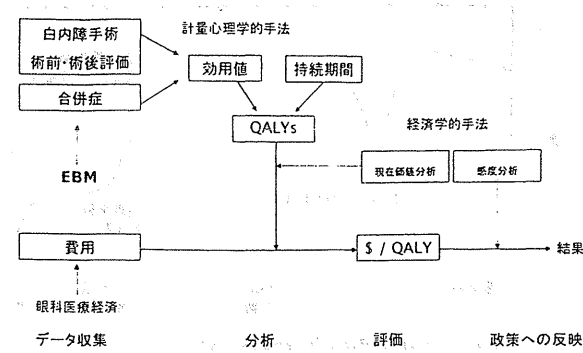 計量心理学的手法
白内障手術
術前・術後評価
効用値
持続期間
合併症
QALYs
経済学的手法
現在価値分析
感度分析
EBM
費用
$ / QALY
結果
眼科医療経済
データ収集
分析
評価
政策への反映